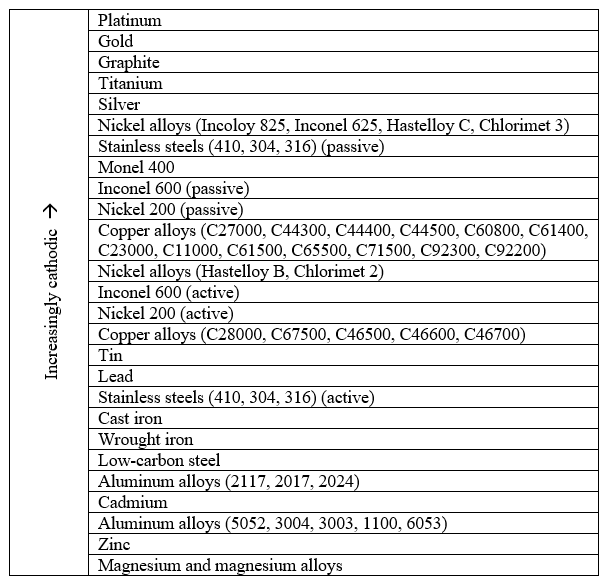 Increasingly cathodic →
Platinum
Gold
Graphite
Titanium
Silver
Nickel alloys (Incoloy 825, Inconel 625, Hastelloy C, Chlorimet 3)
Stainless steels (410, 304, 316) (passive)
Monel 400
Inconel 600 (passive)
Nickel 200 (passive)
Copper alloys (C27000, C44300, C44400, C44500, C60800, C61400,
C23000, C11000, C61500, C65500, C71500, C92300, C92200)
Nickel alloys (Hastelloy B, Chlorimet 2)
Inconel 600 (active)
Nickel 200 (active)
Copper alloys (C28000, C67500, C46500, C46600, C46700)
Tin
Lead
Stainless steels (410, 304, 316) (active)
Cast iron
Wrought iron
Low-carbon steel
Aluminum alloys (2117, 2017, 2024)
Cadmium
Aluminum alloys (5052, 3004, 3003, 1100, 6053)
Zinc
Magnesium and magnesium alloys